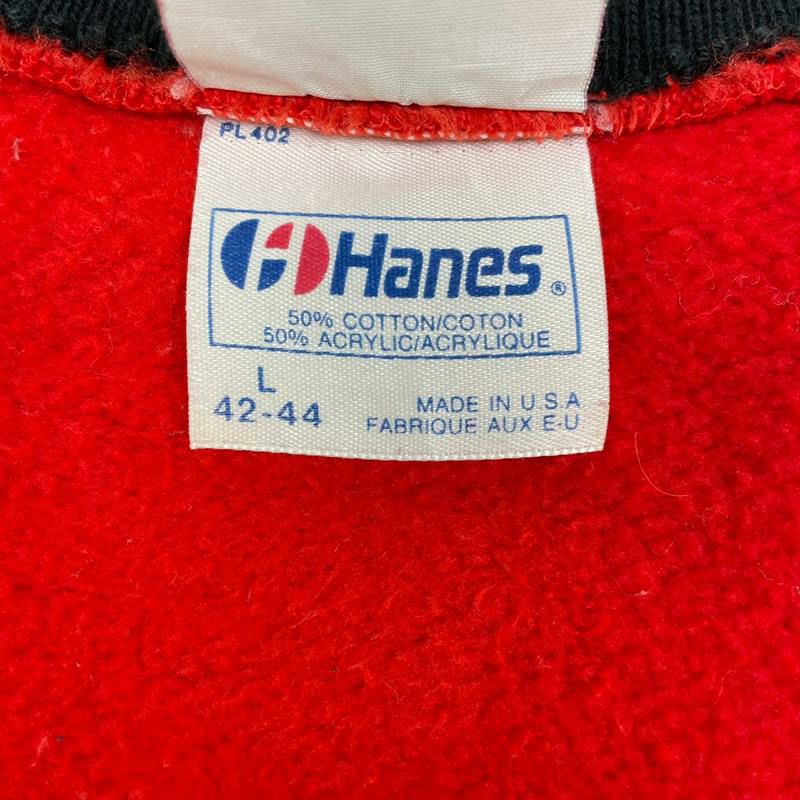 PL 402
Hanes®
50% COTTON/COTON
50% ACRYLIC/ACRYLIQUE
L
42-44
MADE IN U.S.A
FABRIQUE AUX E-U